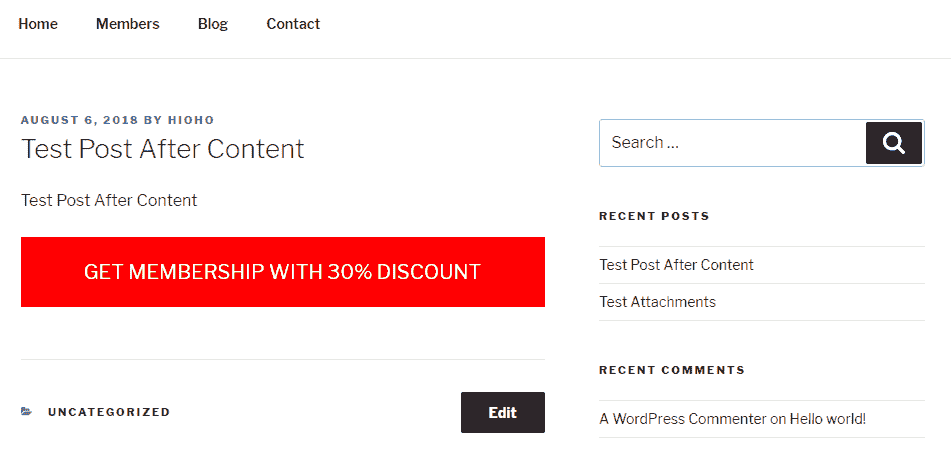 Home Members Blog Contact
AUGUST 6, 2018 BY HIOHO
Test Post After Content
Test Post After Content
GET MEMBERSHIP WITH 30% DISCOUNT
UNCATEGORIZED
Edit
Search ...
RECENT POSTS
Test Post After Content
Test Attachments
RECENT COMMENTS
A WordPress Commenter on Hello world!